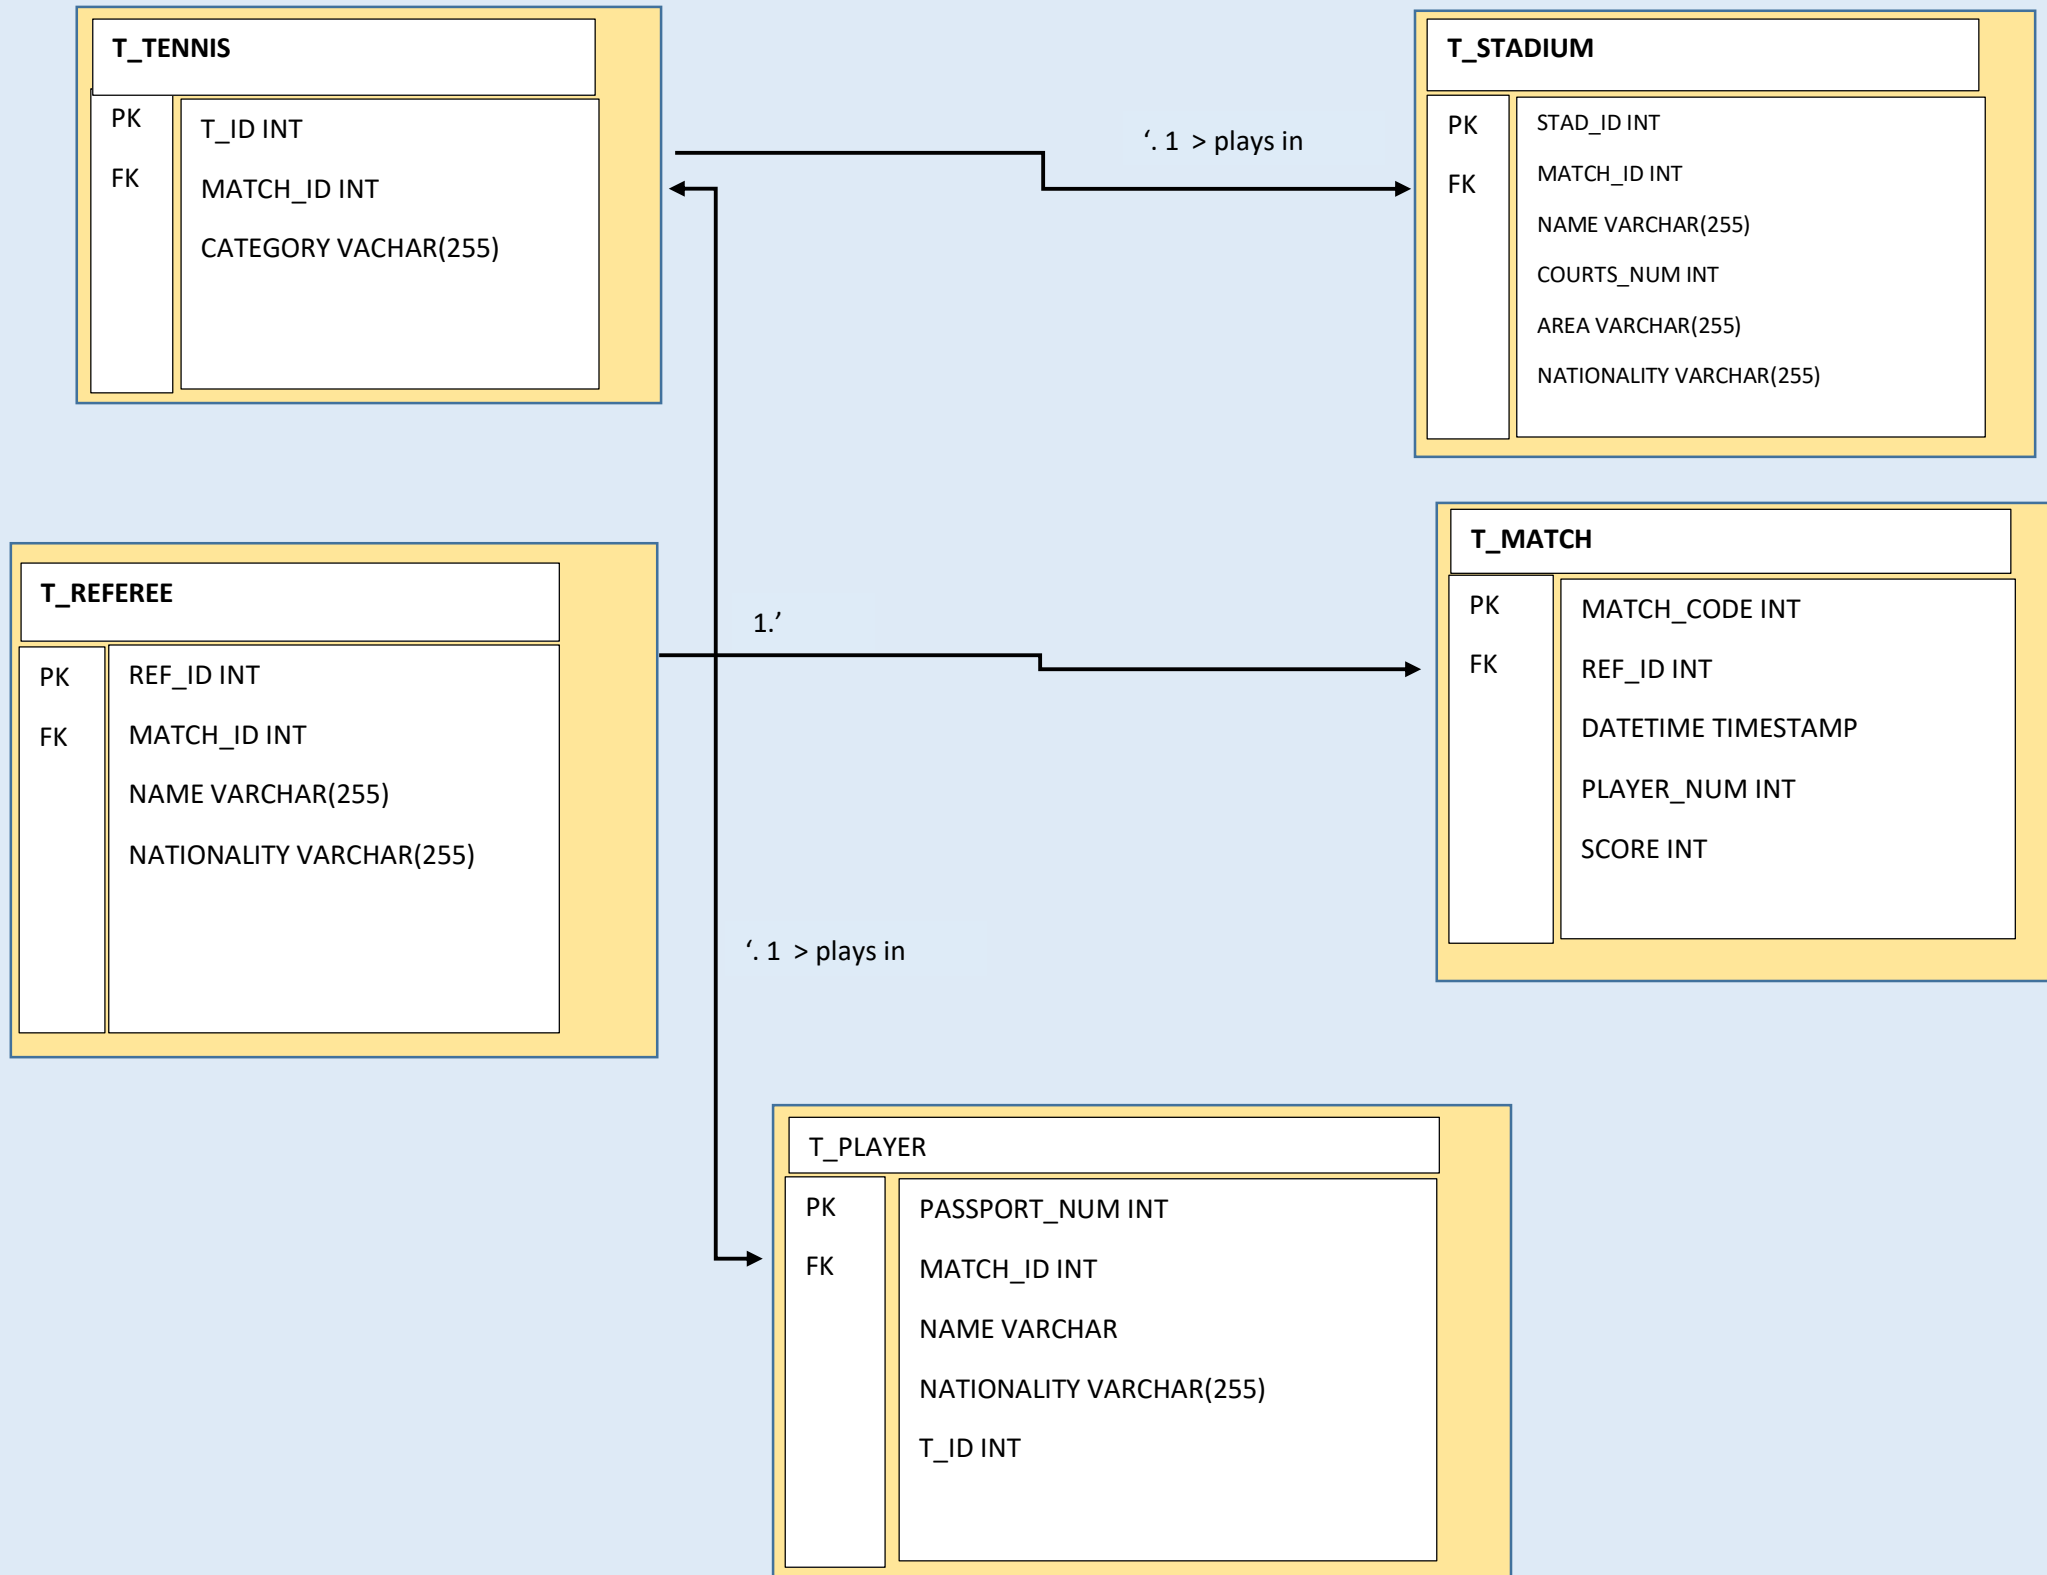 T_TENNIS
PK
FK
T_ID INT
MATCH_ID INT
CATEGORY VACHAR(255)
‘. 1 > plays in
T_STADIUM
PK
FK
STAD_ID INT
MATCH_ID INT
NAME VARCHAR(255)
COURTS_NUM INT
AREA VARCHAR(255)
NATIONALITY VARCHAR(255)
T_REFEREE
PK
FK
REF_ID INT
MATCH_ID INT
NAME VARCHAR(255)
NATIONALITY VARCHAR(255)
1.’
T_MATCH
PK
FK
MATCH_CODE INT
REF_ID INT
DATETIME TIMESTAMP
PLAYER_NUM INT
SCORE INT
‘. 1 > plays in
T_PLAYER
PK
FK
PASSPORT_NUM INT
MATCH_ID INT
NAME VARCHAR
NATIONALITY VARCHAR(255)
T_ID INT